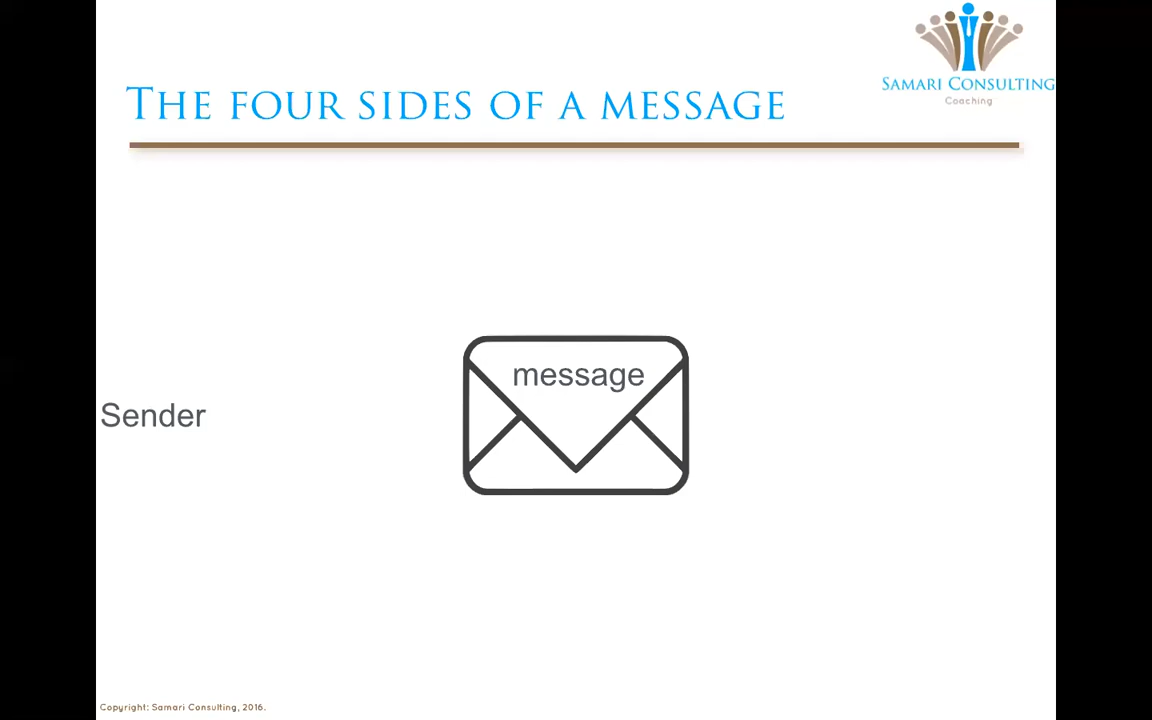 SAMARI CONSULTING
Coaching
THE FOUR SIDES OF A MESSAGE
message
Sender
Copyright: Samari Consulting, 2016.